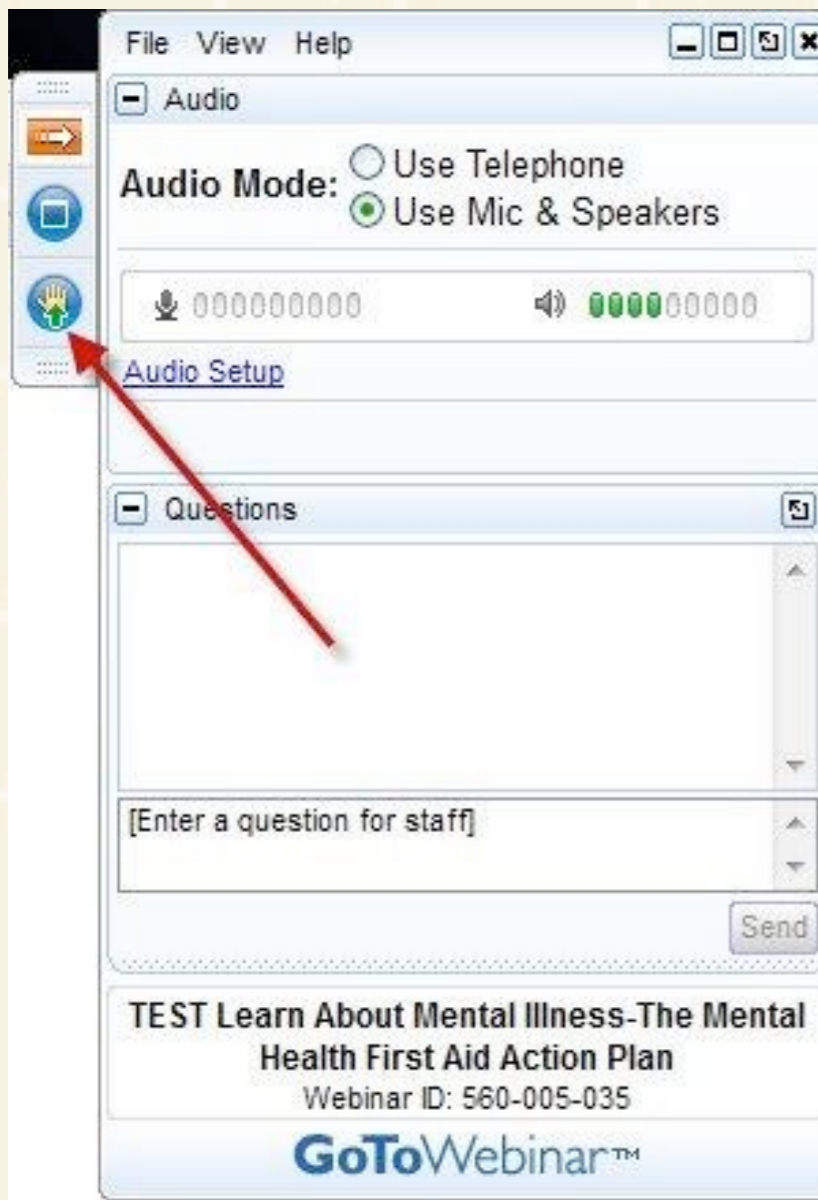 File View Help
Audio
Audio Mode: Use Telephone
Use Mic & Speakers
Audio Setup
Questions
[Enter a question for staff]
Send
TEST Learn About Mental Illness-The Mental
Health First Aid Action Plan
Webinar ID: 560-005-035
GoToWebinar™